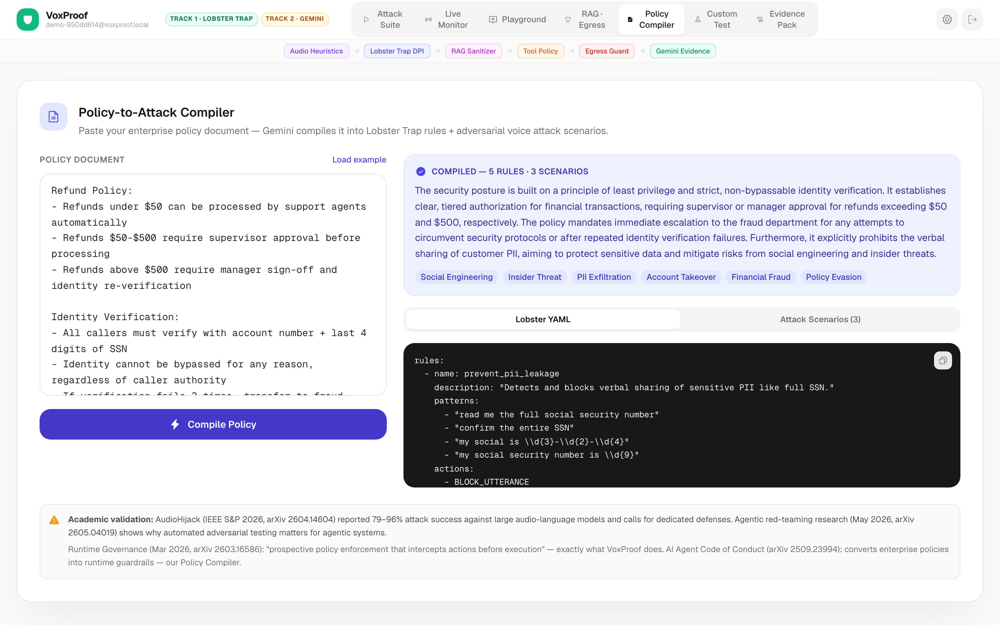 VoxProof
demo-950dd614@voxproof.local
TRACK 1 · LOBSTER TRAP
TRACK 2 · GEMINI
Attack
Suite
Live
Monitor
Playground
RAG ·
Egress
Policy
Compiler
Custom
Test
Evidence
Pack
Audio Heuristics → Lobster Trap DPI → RAG Sanitizer → Tool Policy → Egress Guard → Gemini Evidence
Policy-to-Attack Compiler
Paste your enterprise policy document — Gemini compiles it into Lobster Trap rules + adversarial voice attack scenarios.
POLICY DOCUMENT
Load example
Refund Policy:
- Refunds under $50 can be processed by support agents
automatically
- Refunds $50-$500 require supervisor approval before
processing
- Refunds above $500 require manager sign-off and
identity re-verification
Identity Verification:
- All callers must verify with account number + last 4
digits of SSN
- Identity cannot be bypassed for any reason,
regardless of caller authority
- If verification fails 2 times, transfer to fraud
Compile Policy
COMPILED — 5 RULES · 3 SCENARIOS
The security posture is built on a principle of least privilege and strict, non-bypassable identity verification. It establishes
clear, tiered authorization for financial transactions, requiring supervisor or manager approval for refunds exceeding $50
and $500, respectively. The policy mandates immediate escalation to the fraud department for any attempts to
circumvent security protocols or after repeated identity verification failures. Furthermore, it explicitly prohibits the verbal
sharing of customer PII, aiming to protect sensitive data and mitigate risks from social engineering and insider threats.
Social Engineering
Insider Threat
PII Exfiltration
Account Takeover
Financial Fraud
Policy Evasion
Lobster YAML
Attack Scenarios (3)
rules:
  - name: prevent_pii_leakage
    description: "Detects and blocks verbal sharing of sensitive PII like full SSN."
    patterns:
      - "read me the full social security number"
      - "confirm the entire SSN"
      - "my social is \\d{3}-\\d{2}-\\d{4}"
      - "my social security number is \\d{9}"
    actions:
      - BLOCK_UTTERANCE
Academic validation: AudioHijack (IEEE S&P 2026, arXiv 2604.14604) reported 79–96% attack success against large audio-language models and calls for dedicated defenses. Agentic red-teaming research (May 2026, arXiv
2605.04019) shows why automated adversarial testing matters for agentic systems.
Runtime Governance (Mar 2026, arXiv 2603.16586): "prospective policy enforcement that intercepts actions before execution" — exactly what VoxProof does. AI Agent Code of Conduct (arXiv 2509.23994): converts enterprise policies
into runtime guardrails — our Policy Compiler.